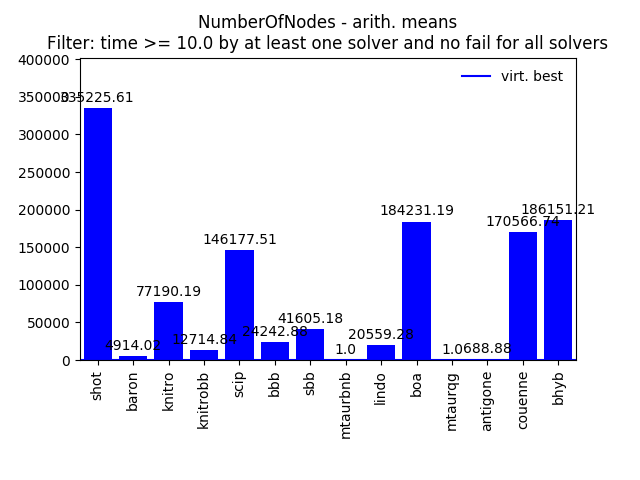 NumberOfNodes - arith. means
Filter: time >= 10.0 by at least one solver and no fail for all solvers
virt. best
400000
350000
300000
250000
200000
150000
100000
50000
0
335225.61
4914.02
77190.19
12714.84
146177.51
24242.88
41605.18
1.0
20559.28
184231.19
1.0
688.88
170566.74
186151.21
shot
baron
knitro
knitrobb
scip
bbb
sbb
mtaurbnb
lindo
boa
mtaurqg
antigone
couenne
bhyb